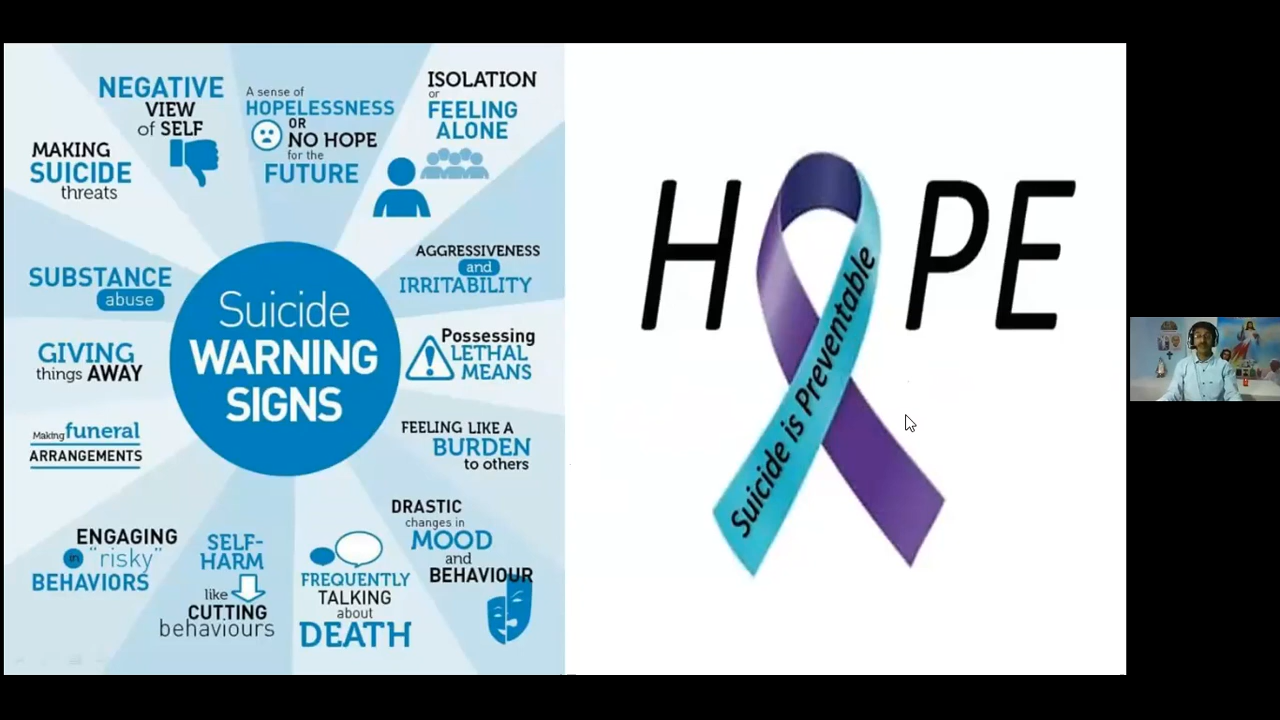 NEGATIVE
VIEW
of SELF
A sense of
HOPELESSNESS
OR
NO HOPE
for the
FUTURE
ISOLATION
or
FEELING
ALONE
MAKING
SUICIDE
threats
AGGRESSIVENESS
and
IRRITABILITY
SUBSTANCE
abuse
Suicide
WARNING
SIGNS
Possessing
LETHAL
MEANS
GIVING
things AWAY
FEELING LIKE A
BURDEN
to others
Making funeral
ARRANGEMENTS
DRASTIC
changes in
MOOD
and
BEHAVIOUR
ENGAGING
in "risky"
BEHAVIORS
SELF-
HARM
like
CUTTING
behaviours
FREQUENTLY
TALKING
about
DEATH
H PE
Suicide is Preventable